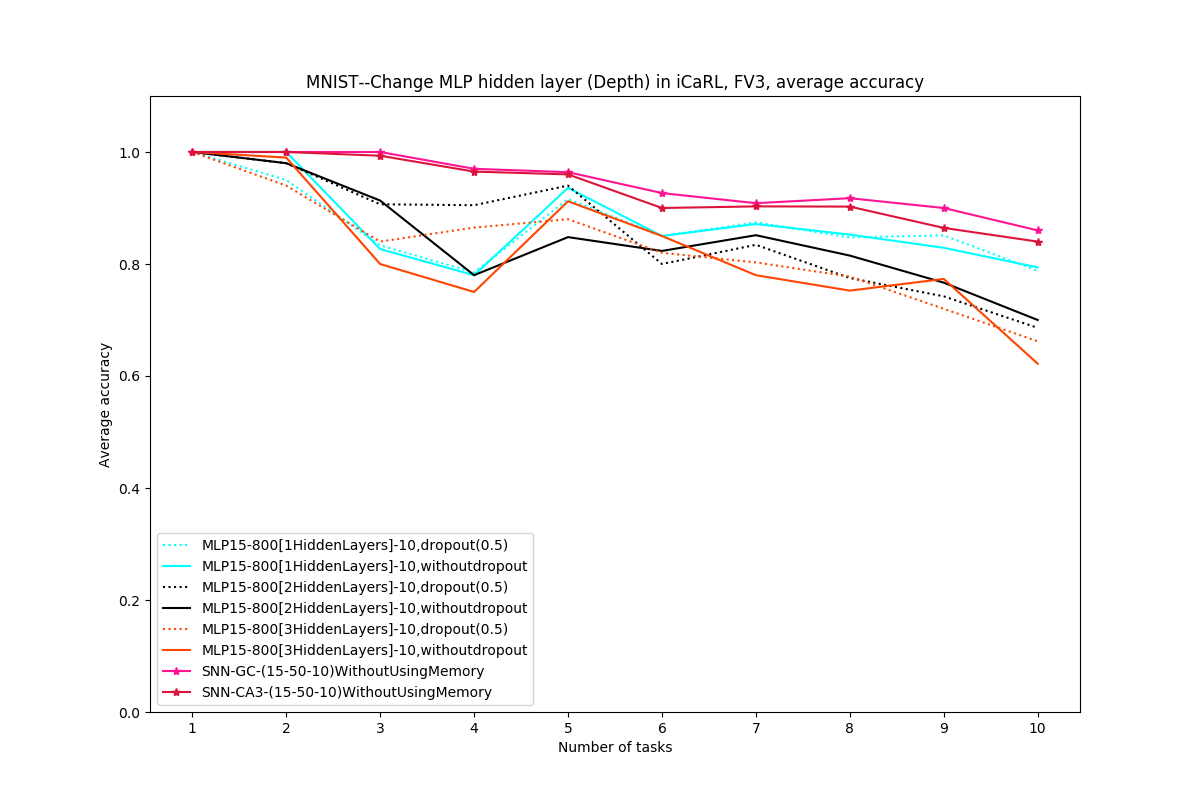 MNIST--Change MLP hidden layer (Depth) in iCaRL, FV3, average accuracy
Average accuracy
1.0
0.8
0.6
0.4
0.2
0.0
MLP15-800[1HiddenLayers]-10,dropout(0.5)
MLP15-800[1HiddenLayers]-10,withoutdropout
MLP15-800[2HiddenLayers]-10,dropout(0.5)
MLP15-800[2HiddenLayers]-10,withoutdropout
MLP15-800[3HiddenLayers]-10,dropout(0.5)
MLP15-800[3HiddenLayers]-10,withoutdropout
SNN-GC-(15-50-10)WithoutUsingMemory
SNN-CA3-(15-50-10)WithoutUsingMemory
1 2 3 4 5 6 7 8 9 10
Number of tasks